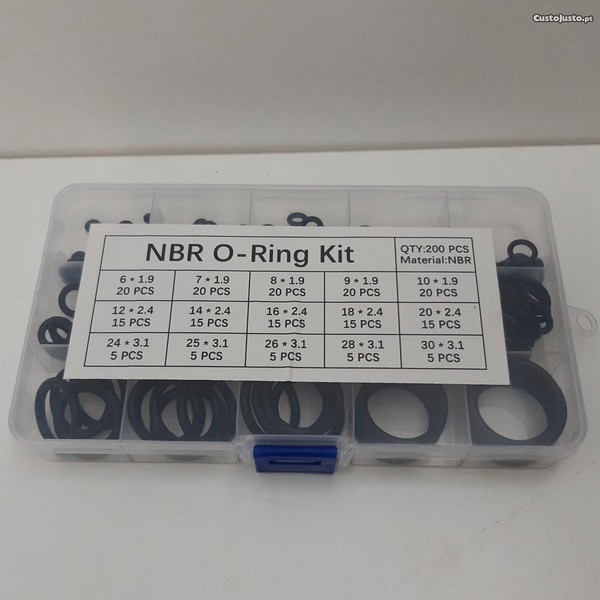 CustoJusto.pt
NBR O-Ring Kit
QTY:200 PCS
Material:NBR
6 * 1.9 7 * 1.9 8 * 1.9 9 * 1.9 10 * 1.9
20 PCS 20 PCS 20 PCS 20 PCS 20 PCS
12 * 2.4 14 * 2.4 16 * 2.4 18 * 2.4 20 * 2.4
15 PCS 15 PCS 15 PCS 15 PCS 15 PCS
24 * 3.1 25 * 3.1 26 * 3.1 28 * 3.1 30 * 3.1
5 PCS 5 PCS 5 PCS 5 PCS 5 PCS